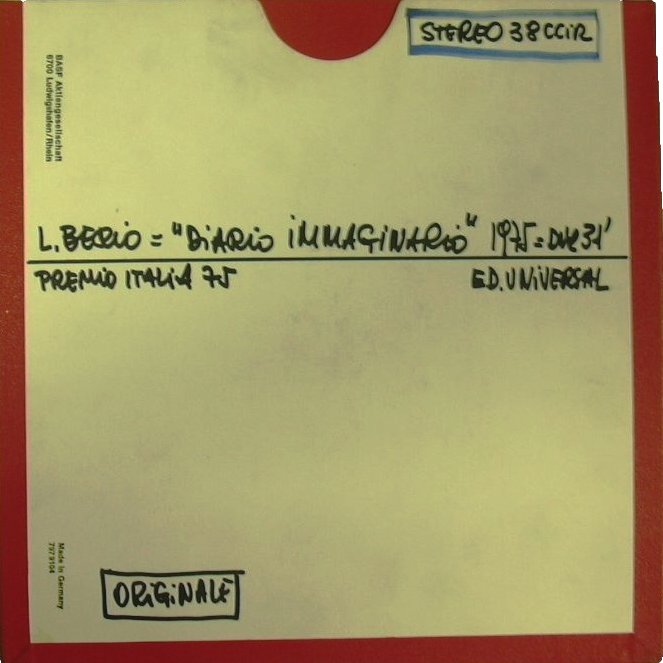 STEREO 38 CCIR
BASF Aktiengesellschaft
6700 Ludwigshafen/Rhein
L. BERIO = "DiARiO iMMAGiNARiO" 1975 = DUR 31'
PREMiO iTALiA 75 ED. UNiVERSAL
Made in Germany
7979104
ORiGiNALE